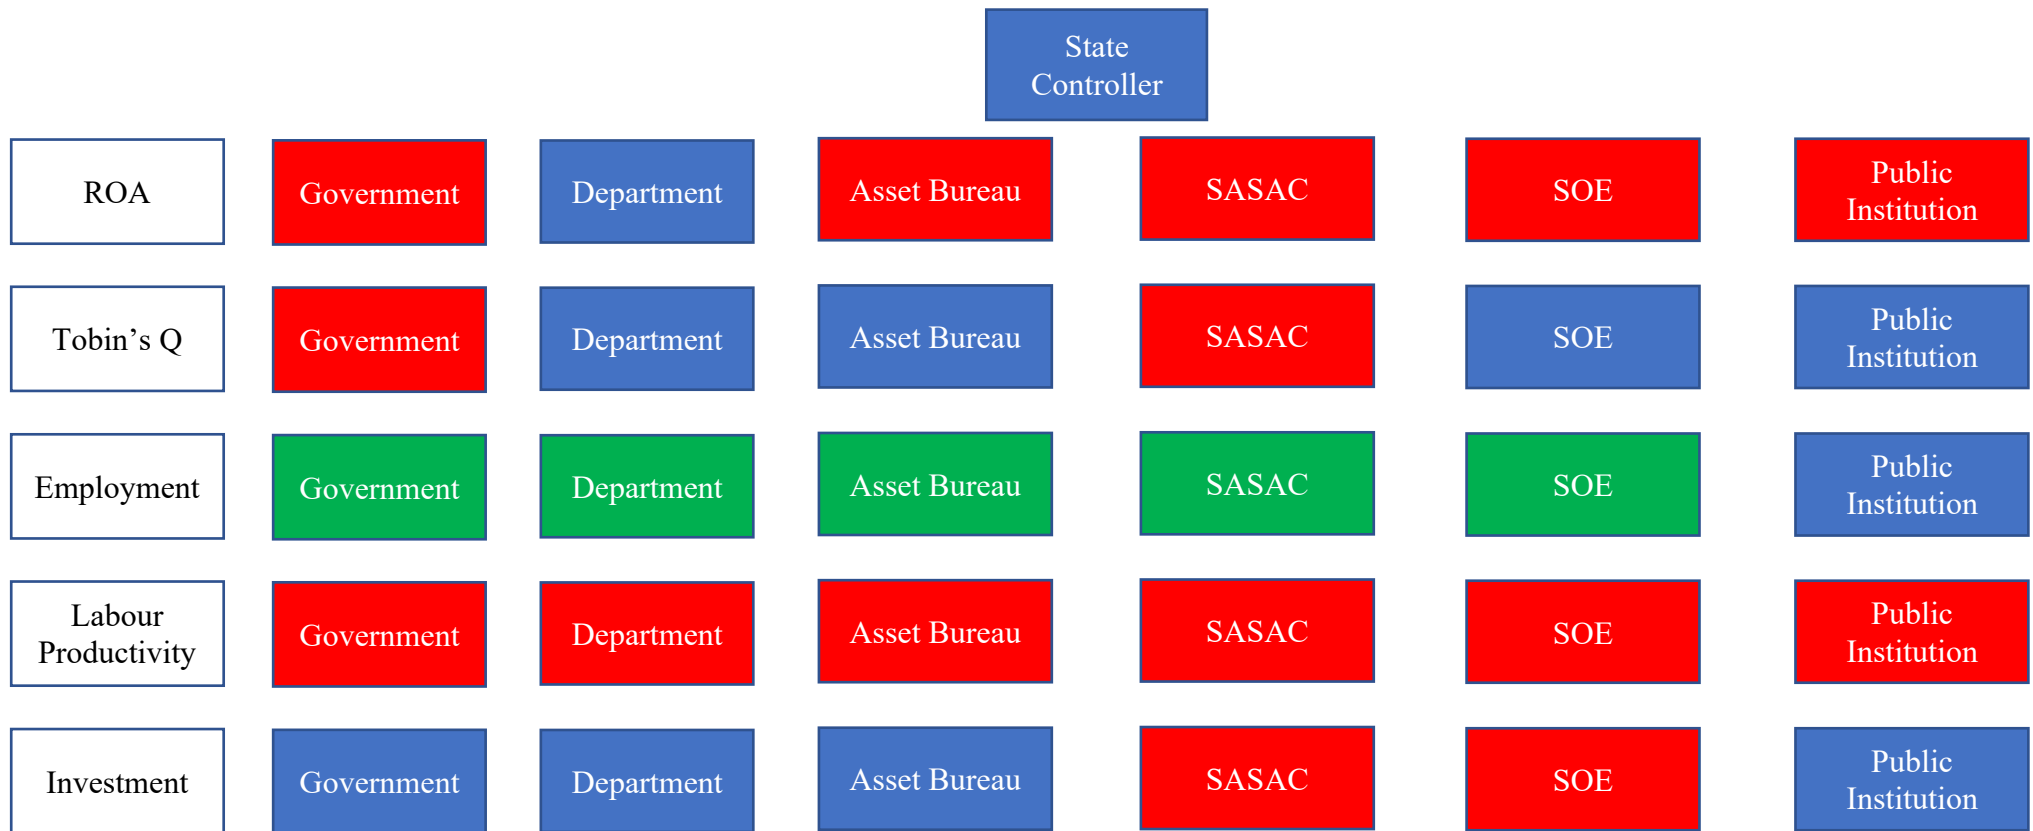 State
Controller
ROA
Government
Department
Asset Bureau
SASAC
SOE
Public
Institution
Tobin’s Q
Government
Department
Asset Bureau
SASAC
SOE
Public
Institution
Employment
Government
Department
Asset Bureau
SASAC
SOE
Public
Institution
Labour
Productivity
Government
Department
Asset Bureau
SASAC
SOE
Public
Institution
Investment
Government
Department
Asset Bureau
SASAC
SOE
Public
Institution